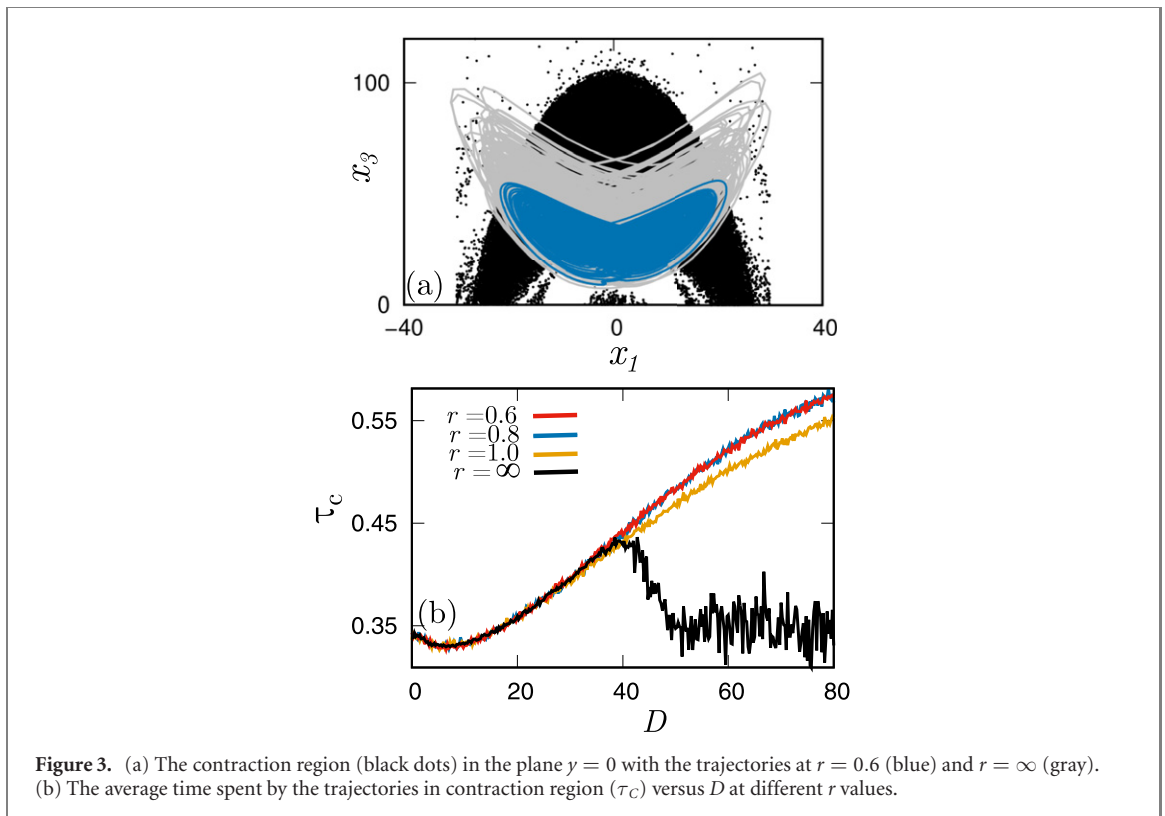 100
x3
(a)
0
−40
0
40
x1
r =0.6
r =0.8
r =1.0
r = ∞
0.55
0.45
0.35
τc
(b)
0
20
40
60
80
D
Figure 3. (a) The contraction region (black dots) in the plane y = 0 with the trajectories at r = 0.6 (blue) and r = ∞ (gray).
(b) The average time spent by the trajectories in contraction region (τC) versus D at different r values.